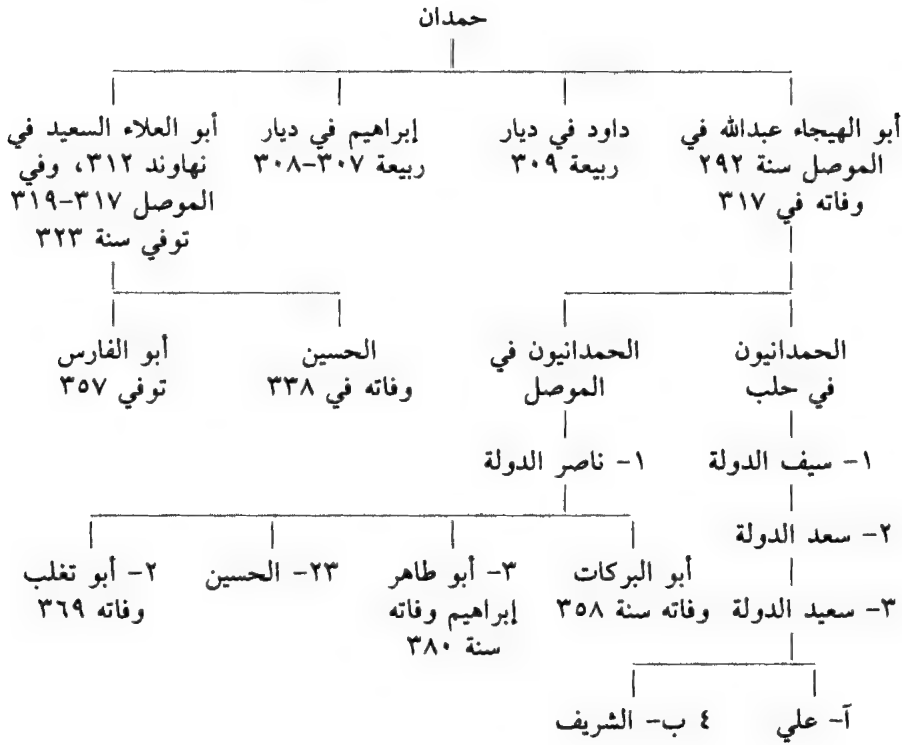 حمدان
أبو الهيجاء عبدالله في
الموصل سنة ٢٩٢
وفاته في ٣١٧
داود في ديار
ربيعة ٣٠٩
إبراهيم في ديار
ربيعة ٣٠٧-٣٠٨
أبو العلاء السعيد في
نهاوند ٣١٢، وفي
الموصل ٣١٧-٣١٩
توفي سنة ٣٢٣
الحمدانيون
في حلب
الحمدانيون في
الموصل
الحسين
وفاته في ٣٣٨
أبو الفارس
توفي ٣٥٧
١- سيف الدولة
١- ناصر الدولة
٢- سعد الدولة
٣- سعيد الدولة
أبو البركات
وفاته سنة ٣٥٨
٣- أبو طاهر
إبراهيم وفاته
سنة ٣٨٠
٢٣- الحسين
٢- أبو تغلب
وفاته ٣٦٩
آ- علي
٤ ب- الشريف